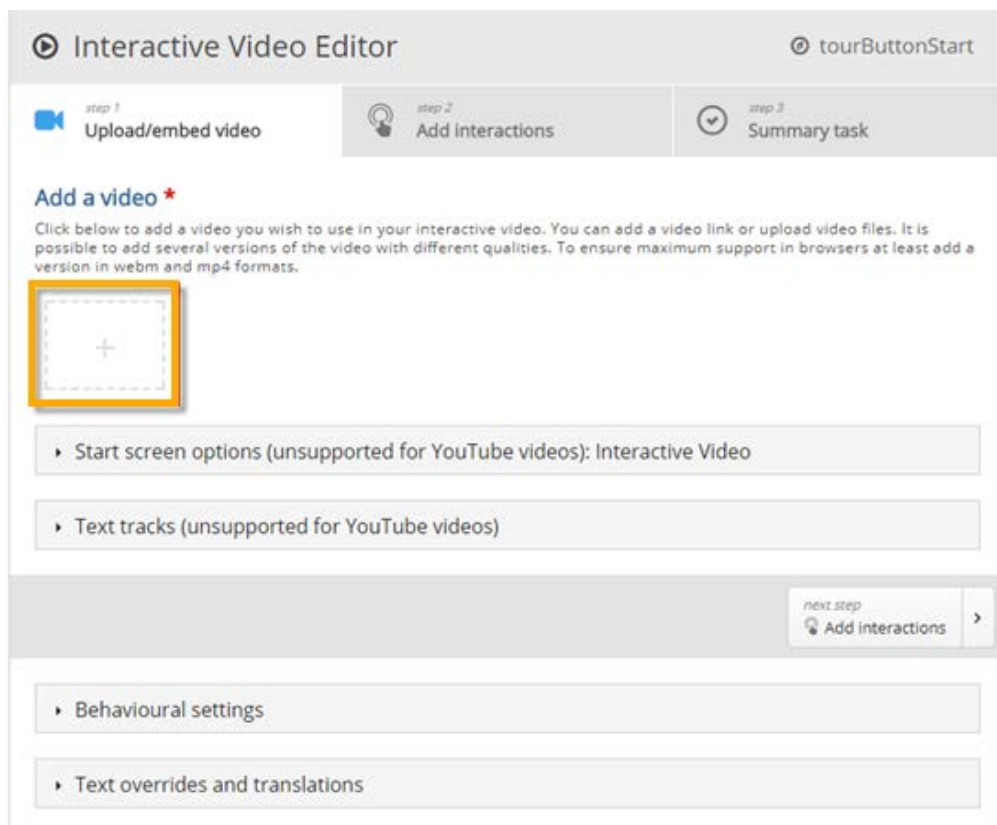 Interactive Video Editor
tourButtonStart
step 1
Upload/embed video
step 2
Add interactions
step 3
Summary task
Add a video *
Click below to add a video you wish to use in your interactive video. You can add a video link or upload video files. It is
possible to add several versions of the video with different qualities. To ensure maximum support in browsers at least add a
version in webm and mp4 formats.
+
Start screen options (unsupported for YouTube videos): Interactive Video
Text tracks (unsupported for YouTube videos)
next step
Add interactions
Behavioural settings
Text overrides and translations